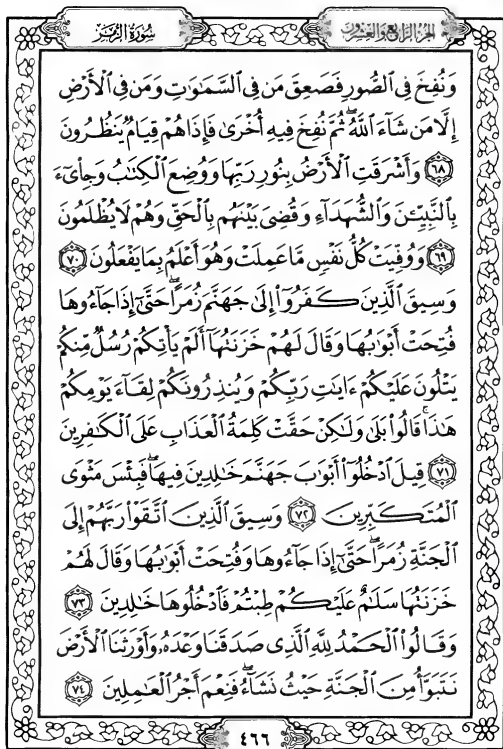 الجزء الرابع والعشرون
سُورَةُ الزُّمَرِ
وَنُفِخَ فِي ٱلصُّورِ فَصَعِقَ مَن فِي ٱلسَّمَٰوَٰتِ وَمَن فِي ٱلْأَرْضِ
إِلَّا مَن شَآءَ ٱللَّهُ ۖ ثُمَّ نُفِخَ فِيهِ أُخْرَىٰ فَإِذَا هُمْ قِيَامٌ يَنظُرُونَ
٦٨ وَأَشْرَقَتِ ٱلْأَرْضُ بِنُورِ رَبِّهَا وَوُضِعَ ٱلْكِتَٰبُ وَجِا۟ىٓءَ
بِٱلنَّبِيِّـۧنَ وَٱلشُّهَدَآءِ وَقُضِىَ بَيْنَهُم بِٱلْحَقِّ وَهُمْ لَا يُظْلَمُونَ
٦٩ وَوُفِّيَتْ كُلُّ نَفْسٍ مَّا عَمِلَتْ وَهُوَ أَعْلَمُ بِمَا يَفْعَلُونَ ٧٠
وَسِيقَ ٱلَّذِينَ كَفَرُوٓا۟ إِلَىٰ جَهَنَّمَ زُمَرًا ۖ حَتَّىٰٓ إِذَا جَآءُوهَا
فُتِحَتْ أَبْوَٰبُهَا وَقَالَ لَهُمْ خَزَنَتُهَآ أَلَمْ يَأْتِكُمْ رُسُلٌ مِّنكُمْ
يَتْلُونَ عَلَيْكُمْ ءَايَٰتِ رَبِّكُمْ وَيُنذِرُونَكُمْ لِقَآءَ يَوْمِكُمْ
هَٰذَا ۚ قَالُوا۟ بَلَىٰ وَلَٰكِنْ حَقَّتْ كَلِمَةُ ٱلْعَذَابِ عَلَى ٱلْكَٰفِرِينَ
٧١ قِيلَ ٱدْخُلُوٓا۟ أَبْوَٰبَ جَهَنَّمَ خَٰلِدِينَ فِيهَا ۖ فَبِئْسَ مَثْوَى
ٱلْمُتَكَبِّرِينَ ٧٢ وَسِيقَ ٱلَّذِينَ ٱتَّقَوْا۟ رَبَّهُمْ إِلَى
ٱلْجَنَّةِ زُمَرًا ۖ حَتَّىٰٓ إِذَا جَآءُوهَا وَفُتِحَتْ أَبْوَٰبُهَا وَقَالَ لَهُمْ
خَزَنَتُهَا سَلَٰمٌ عَلَيْكُمْ طِبْتُمْ فَٱدْخُلُوهَا خَٰلِدِينَ ٧٣
وَقَالُوا۟ ٱلْحَمْدُ لِلَّهِ ٱلَّذِى صَدَقَنَا وَعْدَهُۥ وَأَوْرَثَنَا ٱلْأَرْضَ
نَتَبَوَّأُ مِنَ ٱلْجَنَّةِ حَيْثُ نَشَآءُ ۖ فَنِعْمَ أَجْرُ ٱلْعَٰمِلِينَ ٧٤
٤٦٦